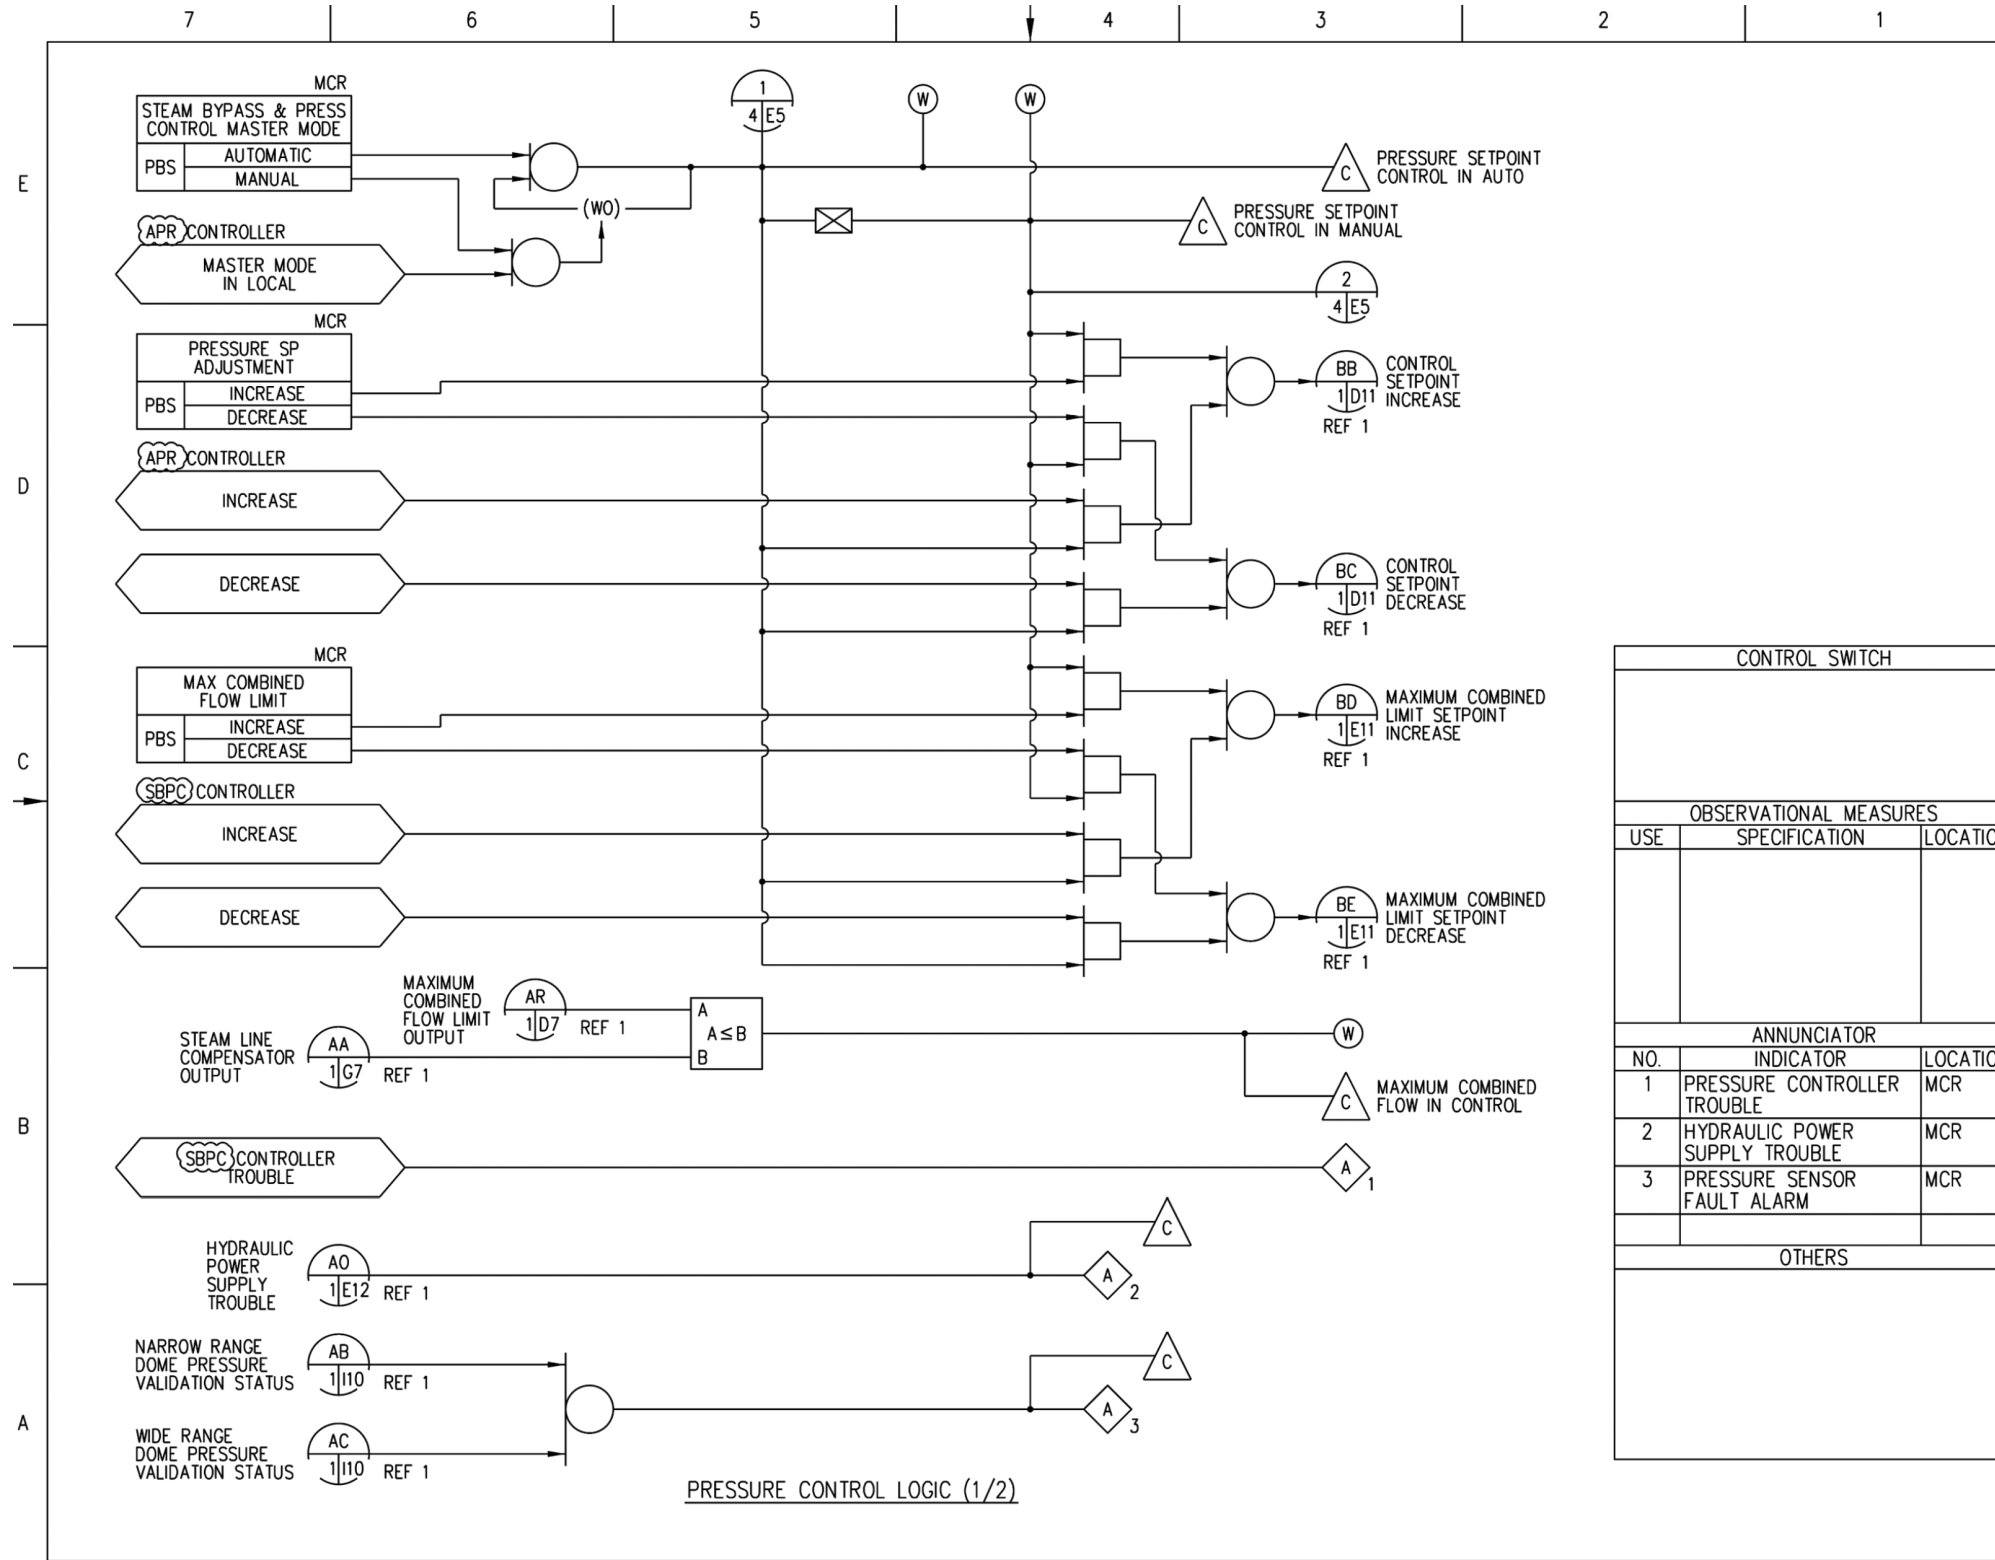 7 6 5 4 3 2 1
E
D
C
B
A
MCR
STEAM BYPASS & PRESS
CONTROL MASTER MODE
PBS
AUTOMATIC
MANUAL
(WO)
APR CONTROLLER
MASTER MODE
IN LOCAL
1
4 E5
W
W
C
PRESSURE SETPOINT
CONTROL IN AUTO
C
PRESSURE SETPOINT
CONTROL IN MANUAL
2
4 E5
MCR
PRESSURE SP
ADJUSTMENT
PBS
INCREASE
DECREASE
BB
1 D11
REF 1
CONTROL
SETPOINT
INCREASE
APR CONTROLLER
INCREASE
DECREASE
BC
1 D11
REF 1
CONTROL
SETPOINT
DECREASE
MCR
MAX COMBINED
FLOW LIMIT
PBS
INCREASE
DECREASE
BD
1 E11
REF 1
MAXIMUM COMBINED
LIMIT SETPOINT
INCREASE
SBPC CONTROLLER
INCREASE
DECREASE
BE
1 E11
REF 1
MAXIMUM COMBINED
LIMIT SETPOINT
DECREASE
MAXIMUM
COMBINED
FLOW LIMIT
OUTPUT
AR
1 D7
REF 1
STEAM LINE
COMPENSATOR
OUTPUT
AA
1 G7
REF 1
A
A≤B
B
W
C
MAXIMUM COMBINED
FLOW IN CONTROL
SBPC CONTROLLER
TROUBLE
A
1
HYDRAULIC
POWER
SUPPLY
TROUBLE
AO
1 E12
REF 1
C
A
2
NARROW RANGE
DOME PRESSURE
VALIDATION STATUS
AB
1 I10
REF 1
WIDE RANGE
DOME PRESSURE
VALIDATION STATUS
AC
1 I10
REF 1
C
A
3
PRESSURE CONTROL LOGIC (1/2)
CONTROL SWITCH
OBSERVATIONAL MEASURES
USE SPECIFICATION LOCATIO
ANNUNCIATOR
NO. INDICATOR LOCATIO
1 PRESSURE CONTROLLER MCR
TROUBLE
2 HYDRAULIC POWER MCR
SUPPLY TROUBLE
3 PRESSURE SENSOR MCR
FAULT ALARM
OTHERS